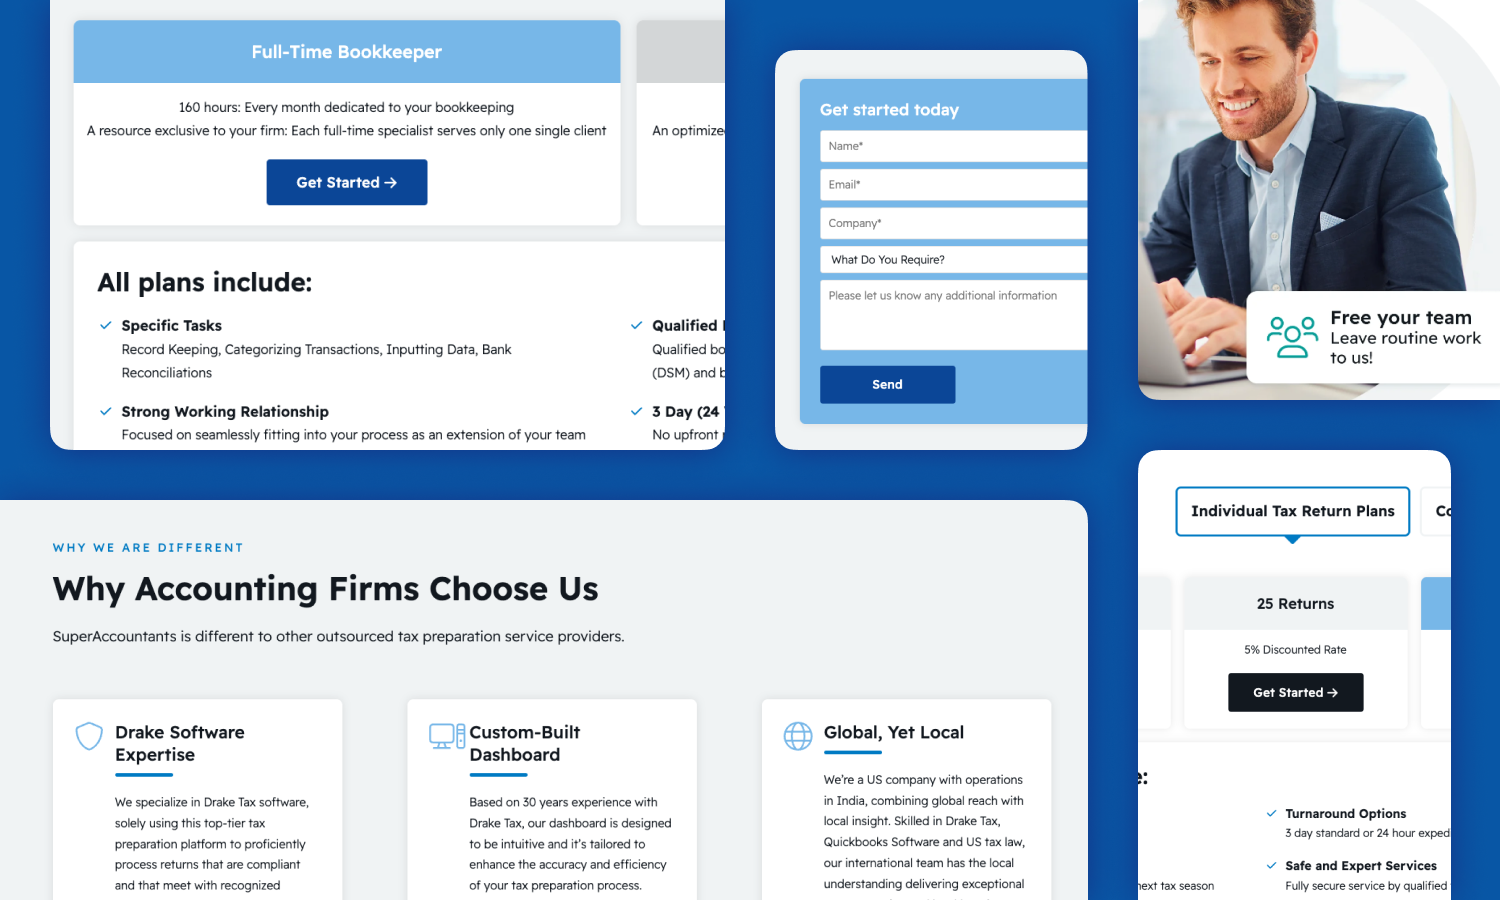 Full-Time Bookkeeper
160 hours: Every month dedicated to your bookkeeping
A resource exclusive to your firm: Each full-time specialist serves only one single client
Get Started →
An optimize
All plans include:
Specific Tasks
Record Keeping, Categorizing Transactions, Inputting Data, Bank
Reconciliations
Strong Working Relationship
Focused on seamlessly fitting into your process as an extension of your team
Qualified
Qualified bo
(DSM) and b
3 Day (24
No upfront
Get started today
Name*
Email*
Company*
What Do You Require?
Please let us know any additional information
Send
Free your team
Leave routine work
to us!
WHY WE ARE DIFFERENT
Why Accounting Firms Choose Us
SuperAccountants is different to other outsourced tax preparation service providers.
Drake Software
Expertise
We specialize in Drake Tax software,
solely using this top-tier tax
preparation platform to proficiently
process returns that are compliant
and that meet with recognized
Custom-Built
Dashboard
Based on 30 years experience with
Drake Tax, our dashboard is designed
to be intuitive and it's tailored to
enhance the accuracy and efficiency
of your tax preparation process.
Global, Yet Local
We're a US company with operations
in India, combining global reach with
local insight. Skilled in Drake Tax,
Quickbooks Software and US tax law,
our international team has the local
understanding delivering exceptional
Individual Tax Return Plans
Co
25 Returns
5% Discounted Rate
Get Started →
e:
Turnaround Options
3 day standard or 24 hour exped
Safe and Expert Services
Fully secure service by qualified
next tax season